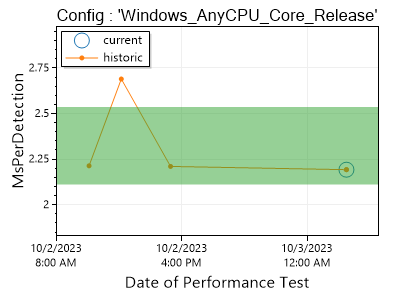 Config : 'Windows_AnyCPU_Core_Release'
current
historic
2.75
2.5
2.25
2
MsPerDetection
10/2/2023 10/2/2023 10/3/2023
8:00 AM 4:00 PM 12:00 AM
Date of Performance Test